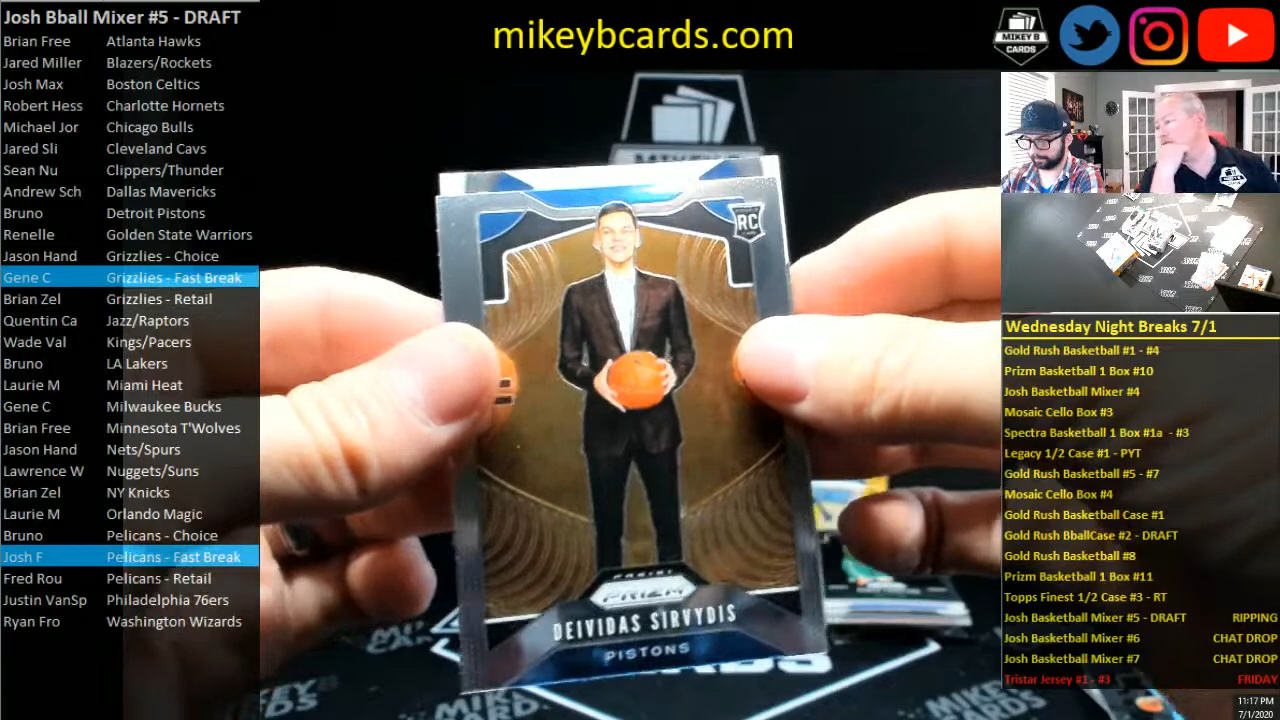 Josh Bball Mixer #5 - DRAFT
Brian Free Atlanta Hawks
Jared Miller Blazers/Rockets
Josh Max Boston Celtics
Robert Hess Charlotte Hornets
Michael Jor Chicago Bulls
Jared Sli Cleveland Cavs
Sean Nu Clippers/Thunder
Andrew Sch Dallas Mavericks
Bruno Detroit Pistons
Renelle Golden State Warriors
Jason Hand Grizzlies - Choice
Gene C Grizzlies - Fast Break
Brian Zel Grizzlies - Retail
Quentin Ca Jazz/Raptors
Wade Val Kings/Pacers
Bruno LA Lakers
Laurie M Miami Heat
Gene C Milwaukee Bucks
Brian Free Minnesota T'Wolves
Jason Hand Nets/Spurs
Lawrence W Nuggets/Suns
Brian Zel NY Knicks
Laurie M Orlando Magic
Bruno Pelicans - Choice
Josh F Pelicans - Fast Break
Fred Rou Pelicans - Retail
Justin VanSp Philadelphia 76ers
Ryan Fro Washington Wizards
mikeybcards.com
MIKEY B
CARDS
RC
PANINI
PRIZM
DEIVIDAS SIRVYDIS
PISTONS
Wednesday Night Breaks 7/1
Gold Rush Basketball #1 - #4
Prizm Basketball 1 Box #10
Josh Basketball Mixer #4
Mosaic Cello Box #3
Spectra Basketball 1 Box #1a - #3
Legacy 1/2 Case #1 - PYT
Gold Rush Basketball #5 - #7
Mosaic Cello Box #4
Gold Rush Basketball Case #1
Gold Rush BballCase #2 - DRAFT
Gold Rush Basketball #8
Prizm Basketball 1 Box #11
Topps Finest 1/2 Case #3 - RT
Josh Basketball Mixer #5 - DRAFT RIPPING
Josh Basketball Mixer #6 CHAT DROP
Josh Basketball Mixer #7 CHAT DROP
Tristar Jersey #1 - #3 FRIDAY
11:17 PM
7/1/2020